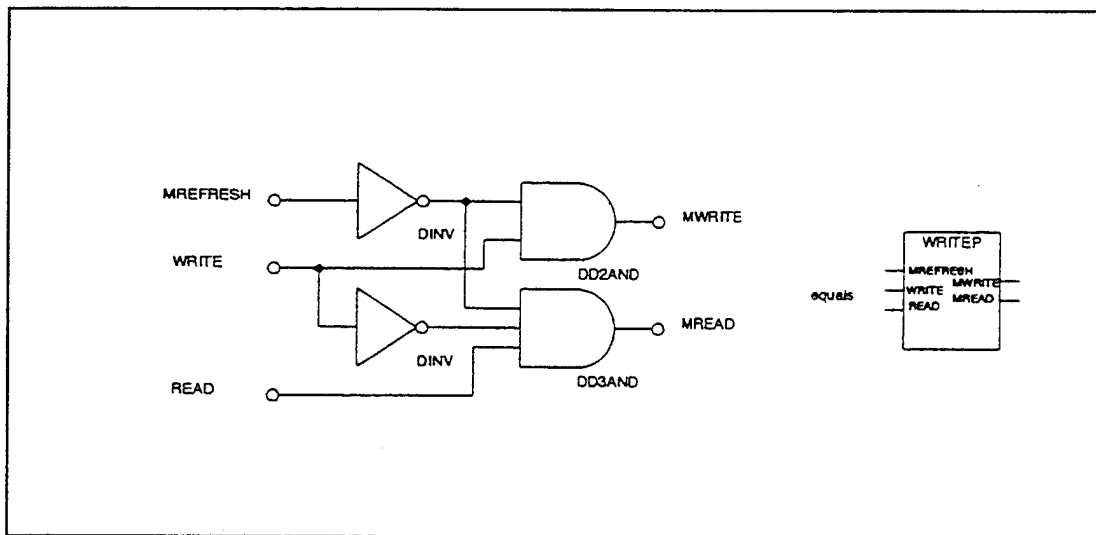 MREFRESH
DINV
MWRITE
WRITE
DD2AND
DINV
MREAD
DD3AND
READ
equals
WRITEP
MREFRESH
MWRITE
WRITE
MREAD
READ